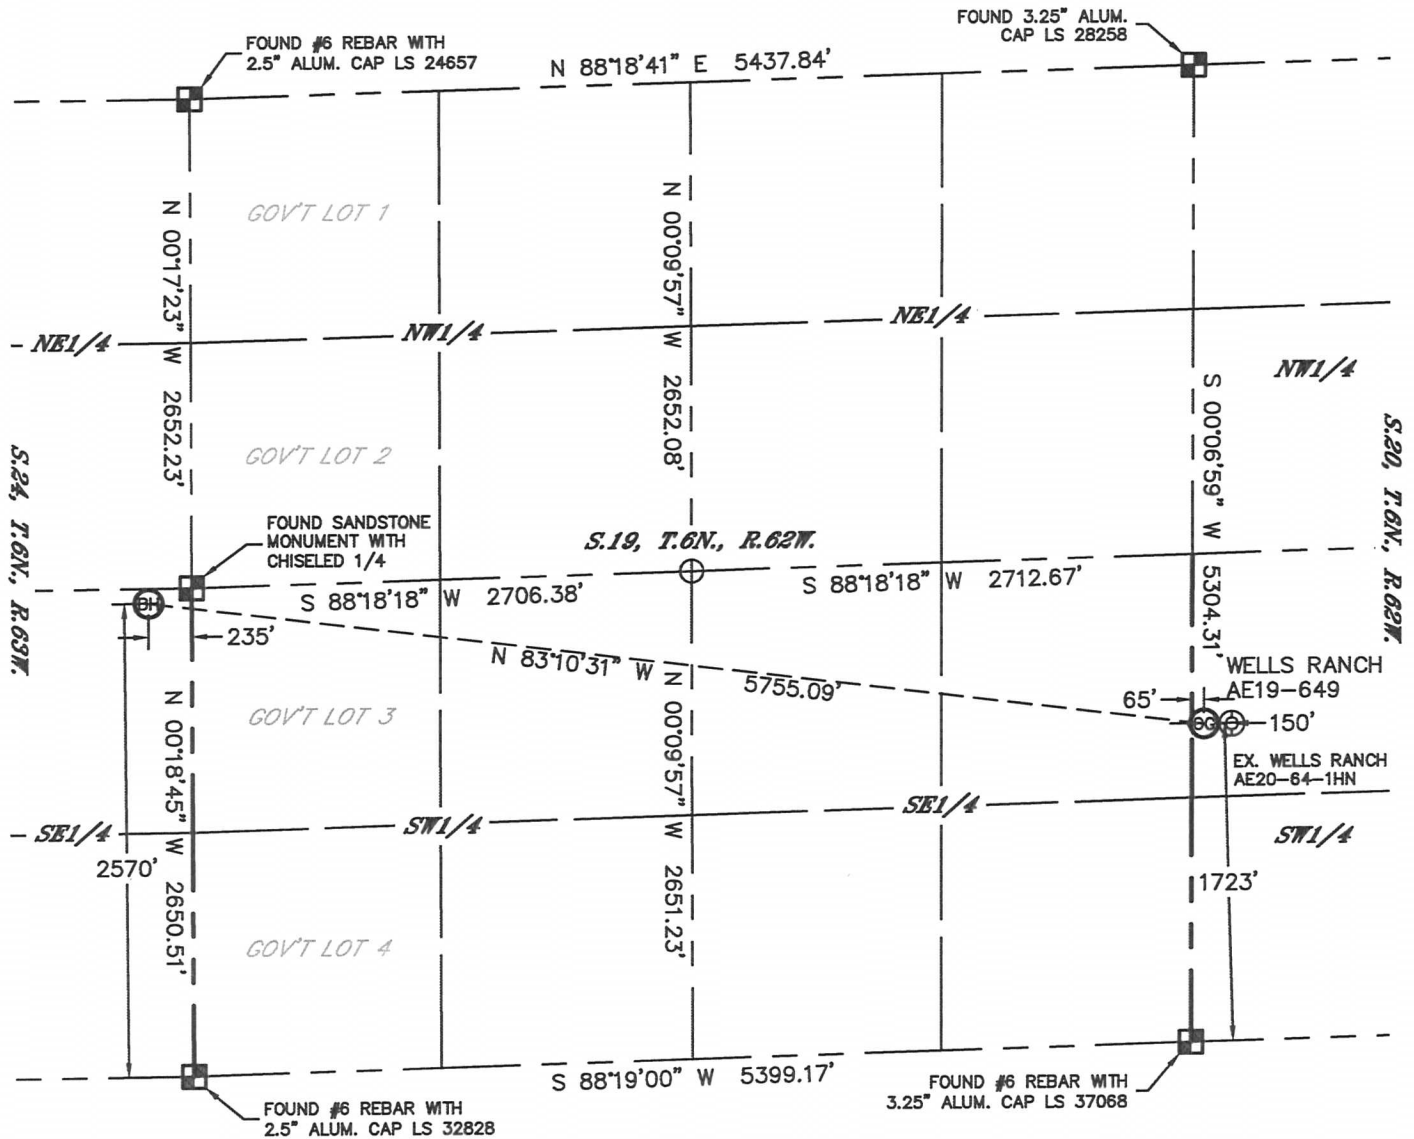 FOUND #6 REBAR WITH
2.5" ALUM. CAP LS 24657
N 88°18'41" E 5437.84'
FOUND 3.25" ALUM.
CAP LS 28258
GOV'T LOT 1
N 00°17'23" W 2652.23'
N 00°09'57" W 2652.08'
NE1/4
NW1/4
NE1/4
NW1/4
S 00°06'59" W 5304.31'
S.24, T.6N., R.63W.
S.20, T.6N., R.62W.
GOV'T LOT 2
FOUND SANDSTONE
MONUMENT WITH
CHISELED 1/4
S.19, T.6N., R.62W.
S 88°18'18" W 2706.38'
S 88°18'18" W 2712.67'
BH
235'
N 83°10'31" W 5755.09'
WELLS RANCH
AE19-649
65'
150'
EX. WELLS RANCH
AE20-64-1HN
GOV'T LOT 3
N 00°18'45" W 2650.51'
N 00°09'57" W 2651.23'
SE1/4
SW1/4
SE1/4
SW1/4
2570'
1723'
GOV'T LOT 4
S 88°19'00" W 5399.17'
FOUND #6 REBAR WITH
2.5" ALUM. CAP LS 32828
FOUND #6 REBAR WITH
3.25" ALUM. CAP LS 37068